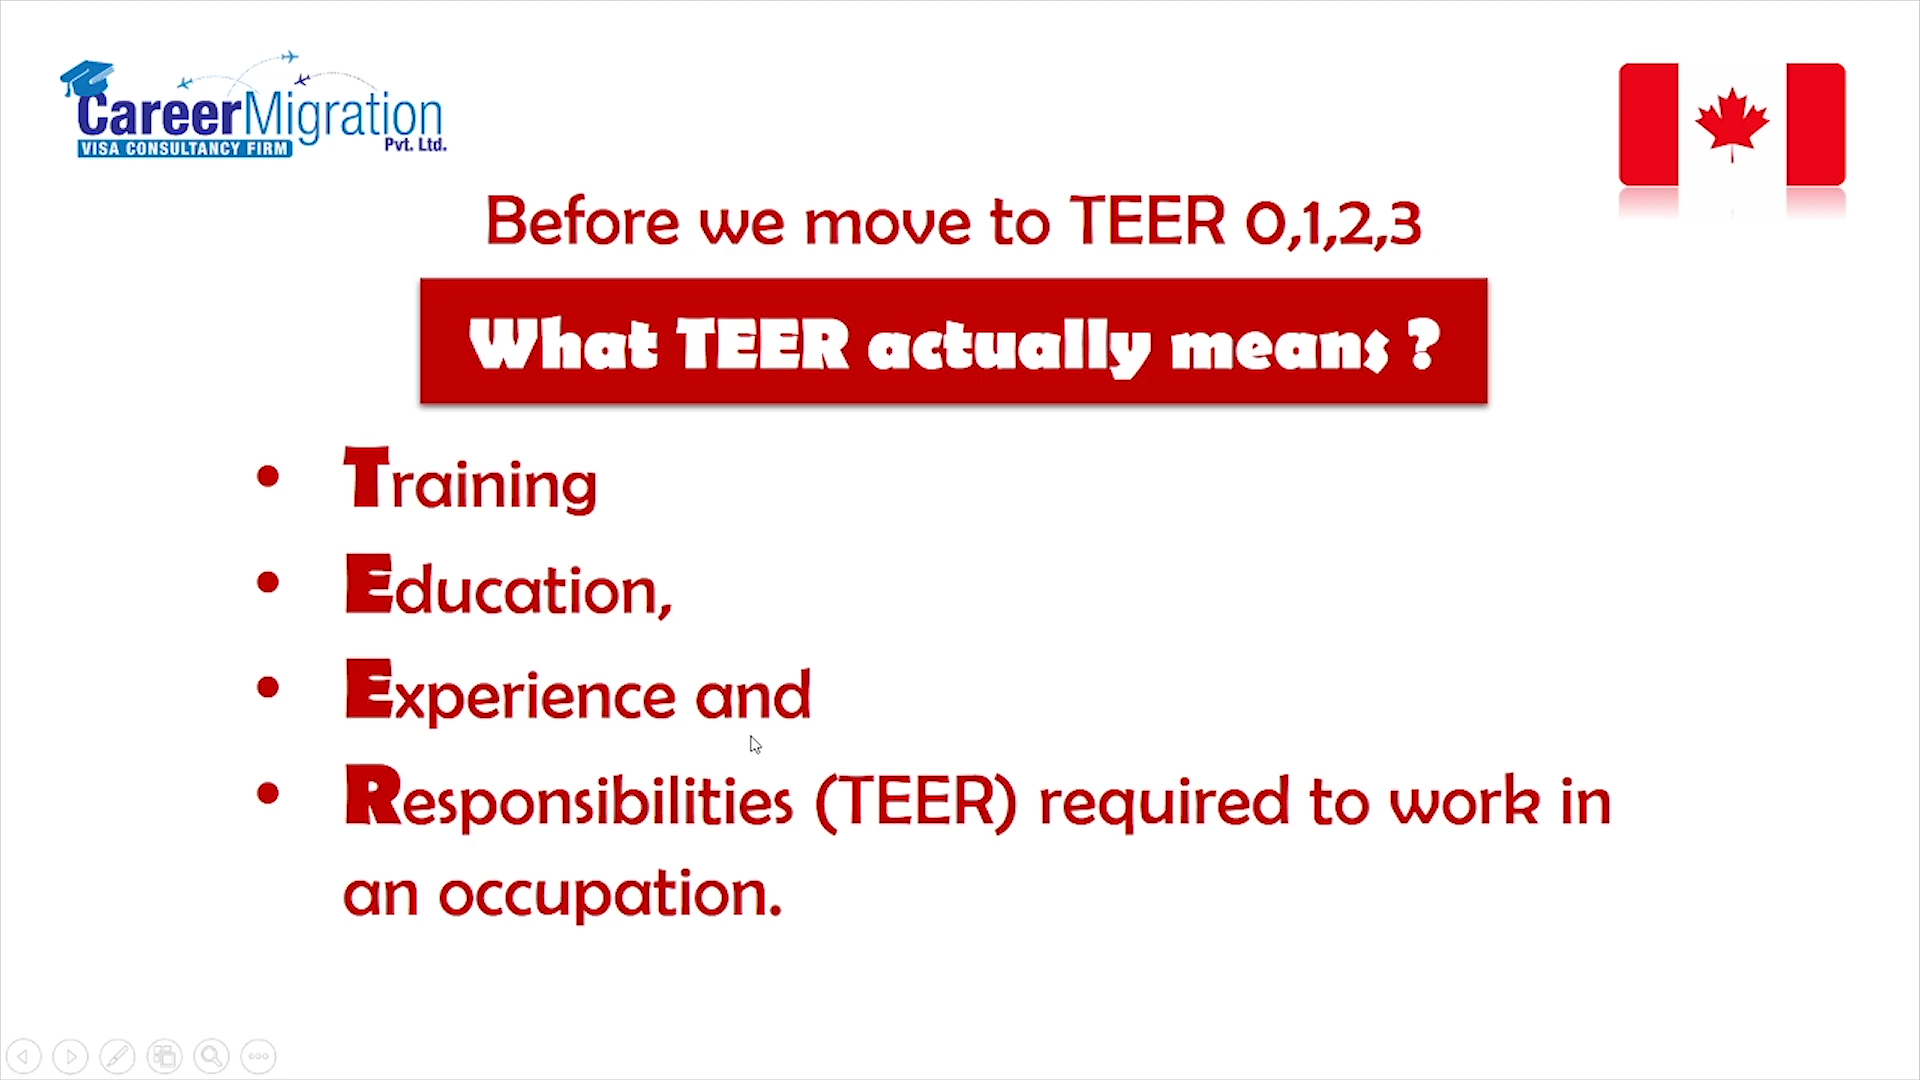 CareerMigration
Pvt. Ltd.
VISA CONSULTANCY FIRM
Before we move to TEER 0,1,2,3
What TEER actually means ?
• Training
• Education,
• Experience and
• Responsibilities (TEER) required to work in
an occupation.